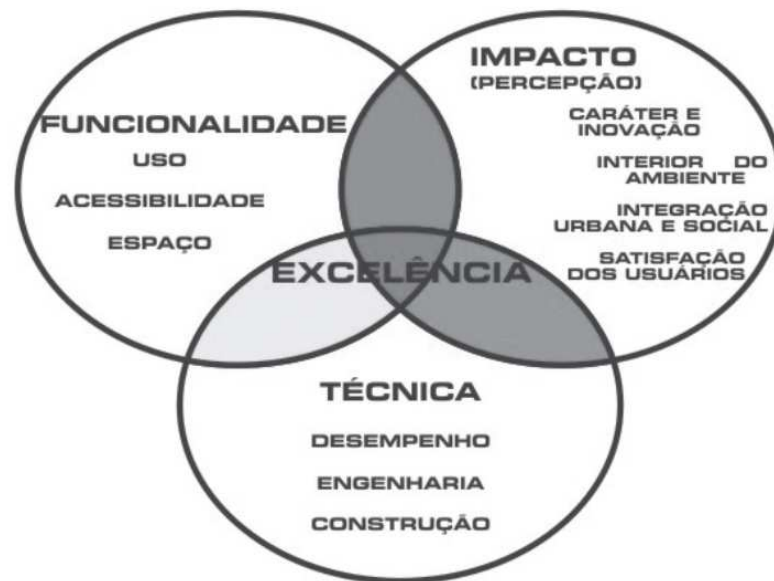 FUNCIONALIDADE
USO
ACESSIBILIDADE
ESPAÇO
IMPACTO
(PERCEPÇÃO)
CARÁTER E
INOVAÇÃO
INTERIOR DO
AMBIENTE
INTEGRAÇÃO
URBANA E SOCIAL
SATISFAÇÃO
DOS USUÁRIOS
EXCELÊNCIA
TÉCNICA
DESEMPENHO
ENGENHARIA
CONSTRUÇÃO